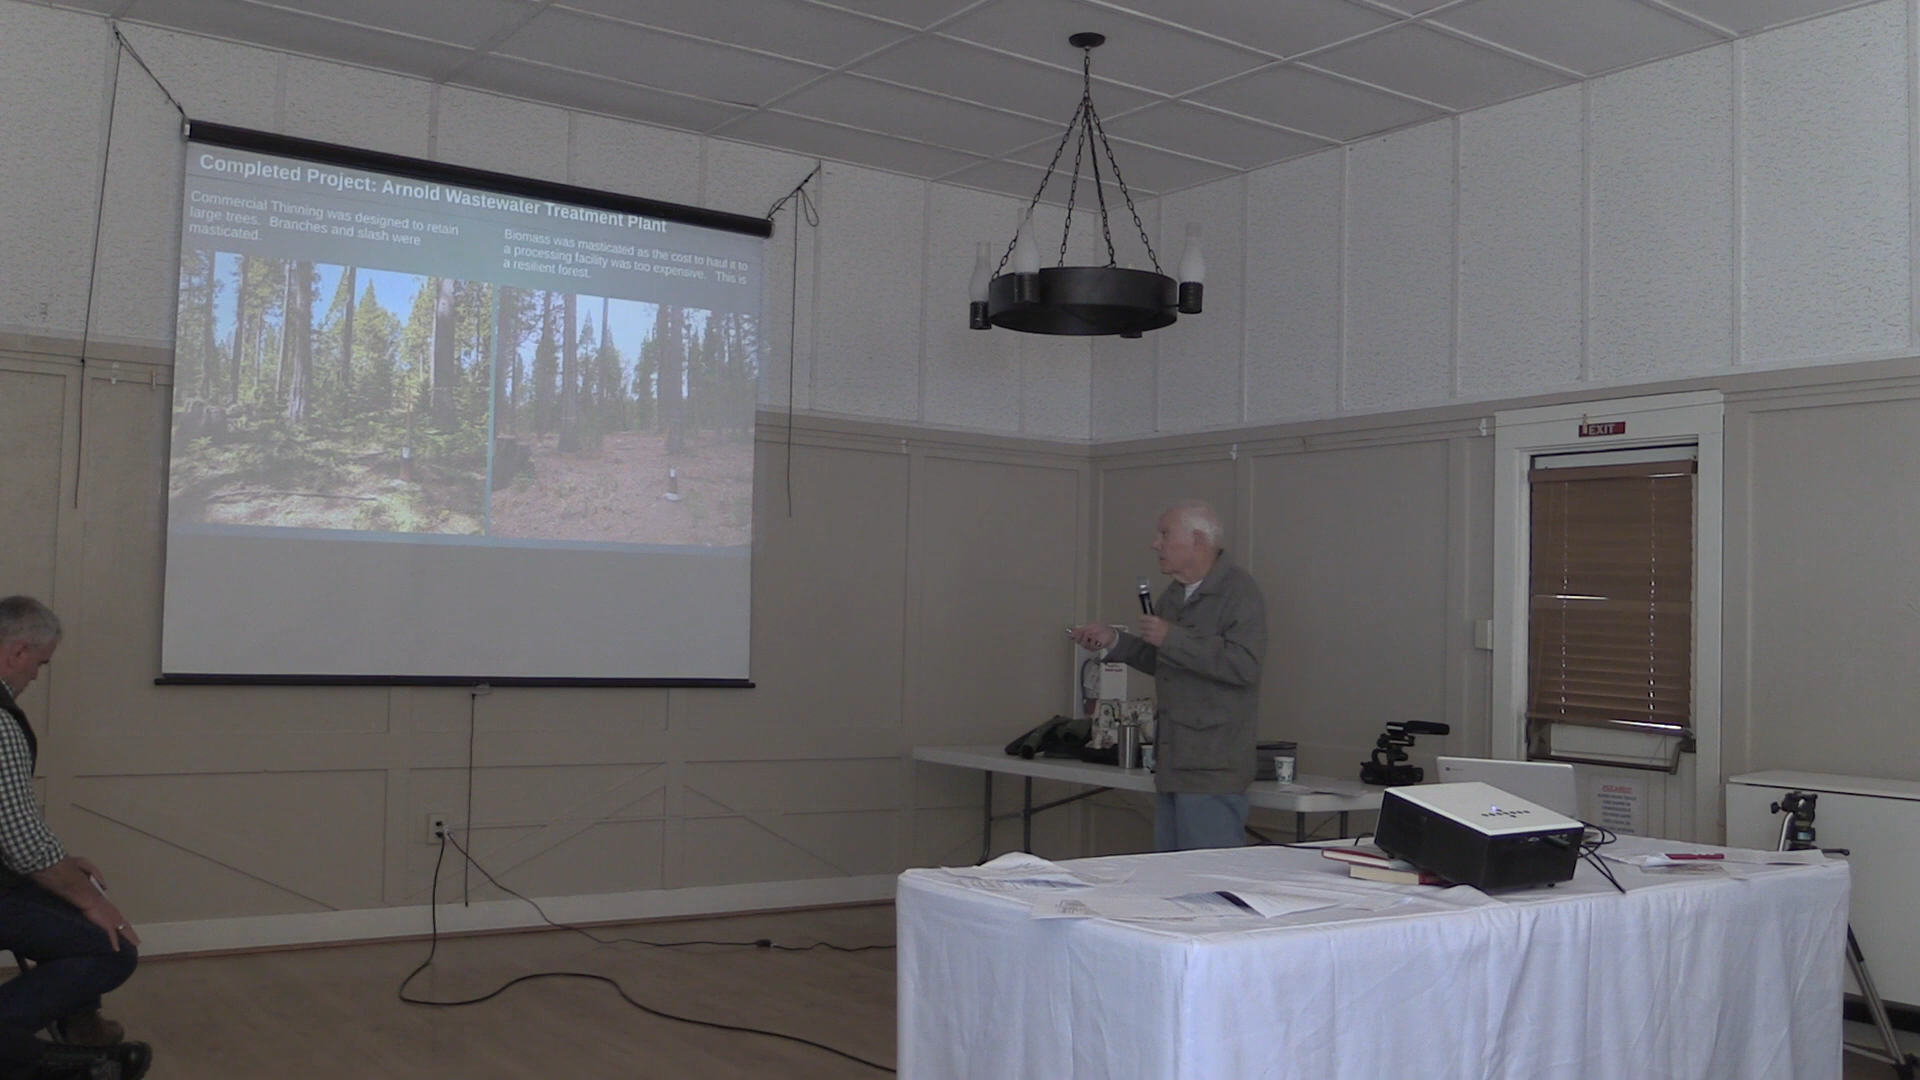 Completed Project: Arnold Wastewater Treatment Plant
Commercial Thinning was designed to retain
large trees. Branches and slash were
masticated.
Biomass was masticated as the cost to haul it to
a processing facility was too expensive. This is
a resilient forest.
EXIT